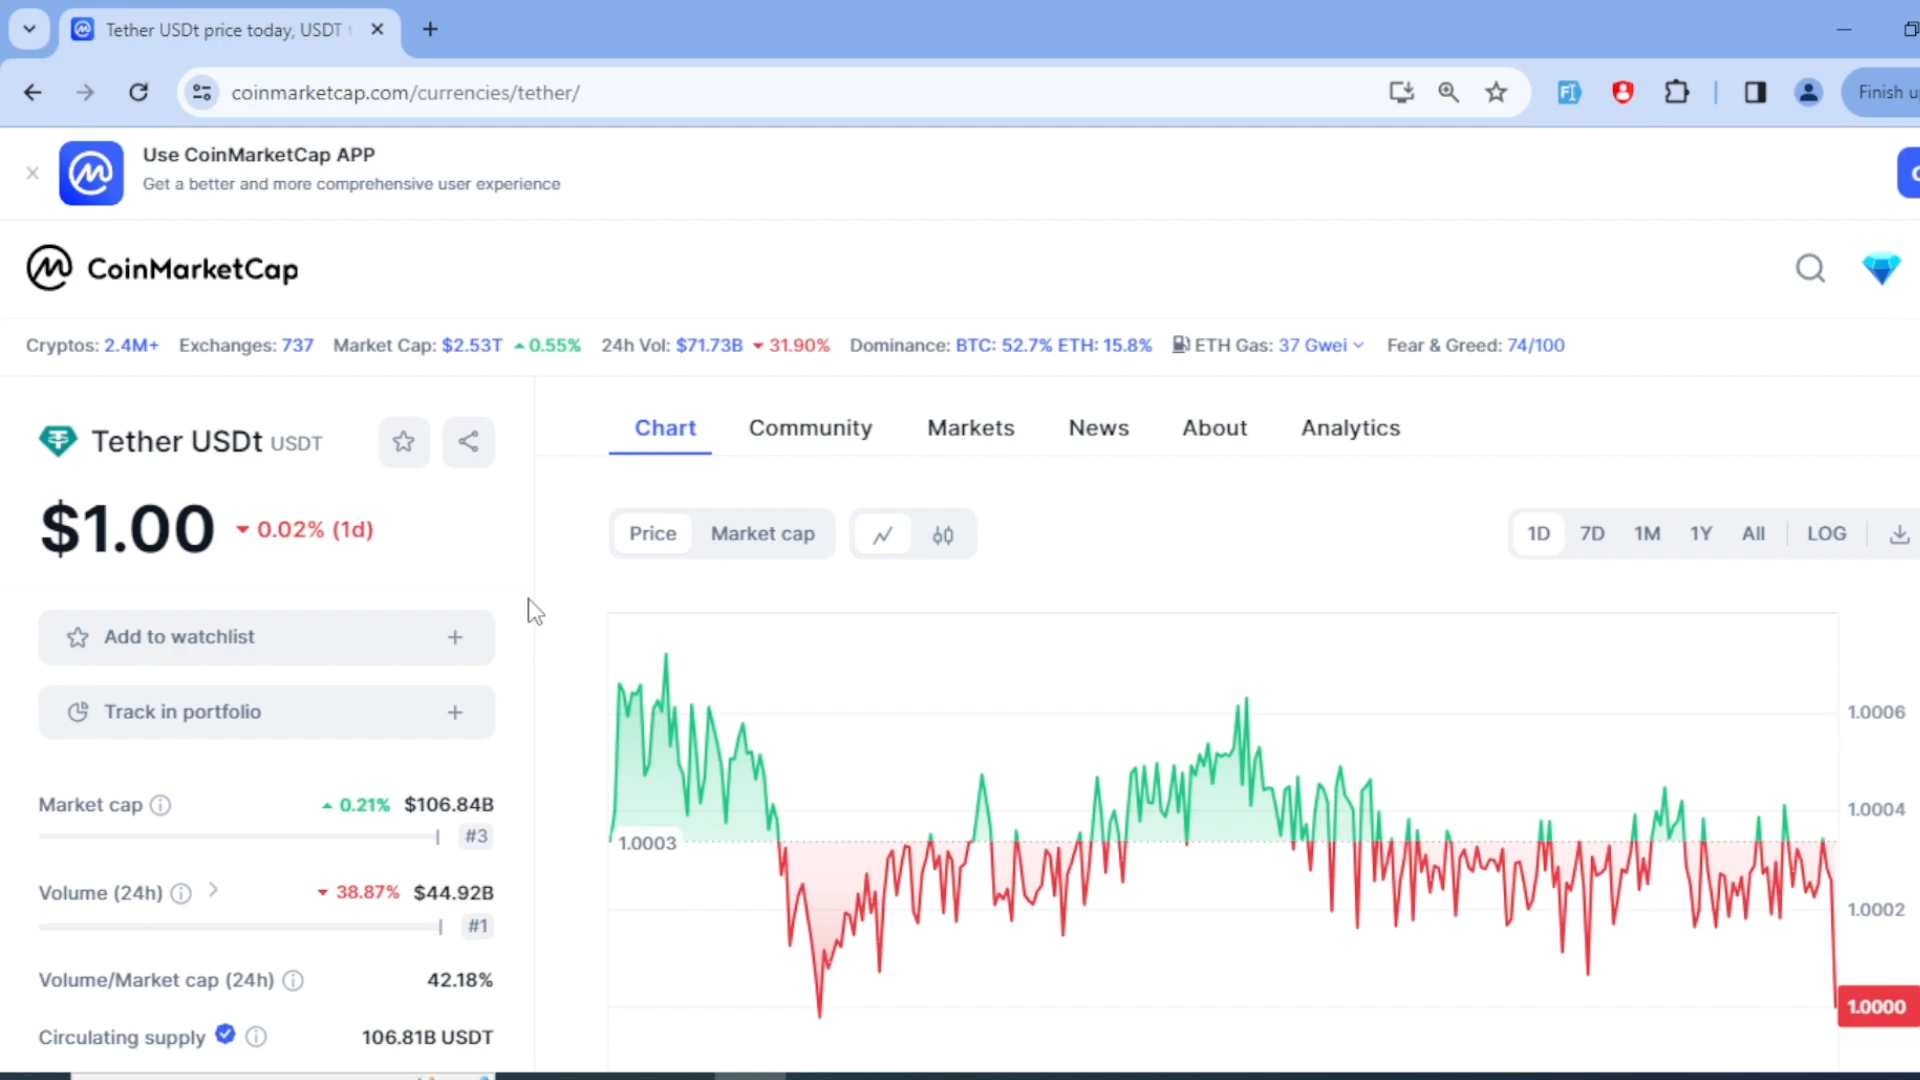 Tether USDt price today, USDT
coinmarketcap.com/currencies/tether/
Finish
Use CoinMarketCap APP
Get a better and more comprehensive user experience
CoinMarketCap
Cryptos: 2.4M+ Exchanges: 737 Market Cap: $2.53T 0.55% 24h Vol: $71.73B 31.90% Dominance: BTC: 52.7% ETH: 15.8% ETH Gas: 37 Gwei Fear & Greed: 74/100
Tether USDt USDT
$1.00 0.02% (1d)
Add to watchlist +
Track in portfolio +
Market cap 0.21% $106.84B
#3
Volume (24h) 38.87% $44.92B
#1
Volume/Market cap (24h) 42.18%
Circulating supply 106.81B USDT
Chart Community Markets News About Analytics
Price Market cap
1D 7D 1M 1Y All LOG
1.0006
1.0004
1.0003
1.0002
1.0000